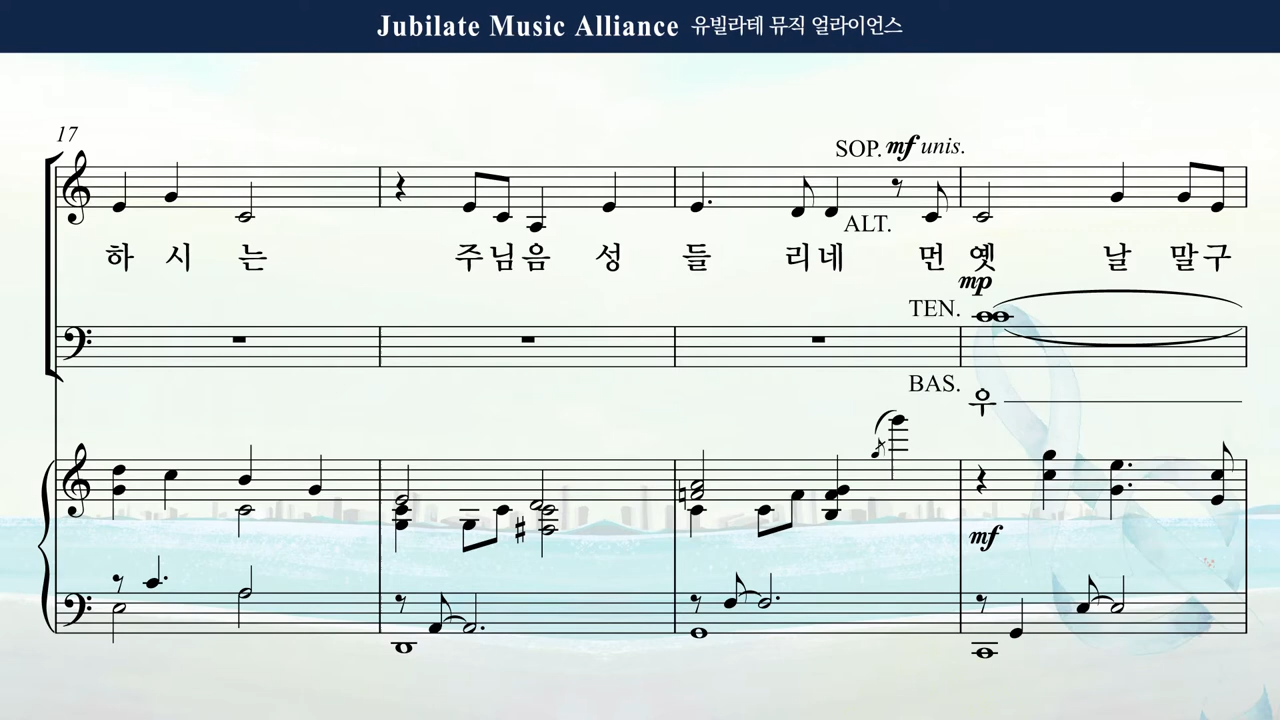 Jubilate Music Alliance 유빌라테 뮤직 얼라이언스
17
SOP. mf unis.
ALT.
하 시 는 주 님 음 성 들 리 네 먼 옛 날 말 구
mp
TEN.
BAS.
우
mf